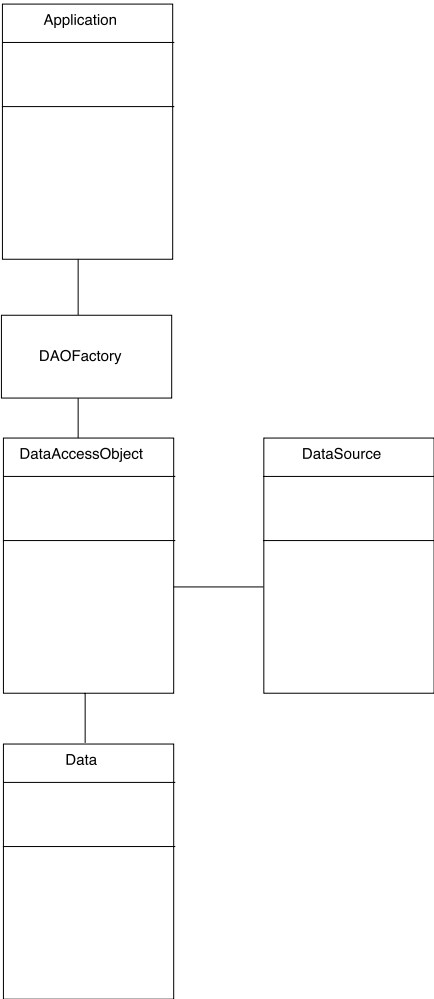 Application
DAOFactory
DataAccessObject
DataSource
Data